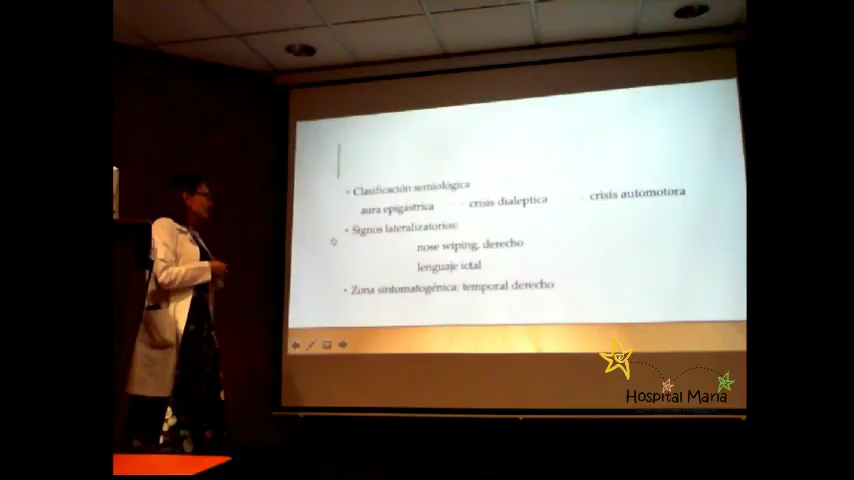 • Clasificación semiológica
aura epigástrica crisis dialeptica crisis automotora
• Signos lateralizatorios:
nose wiping, derecho
lenguaje ictal
• Zona sintomatogénica: temporal derecho
Hospital María